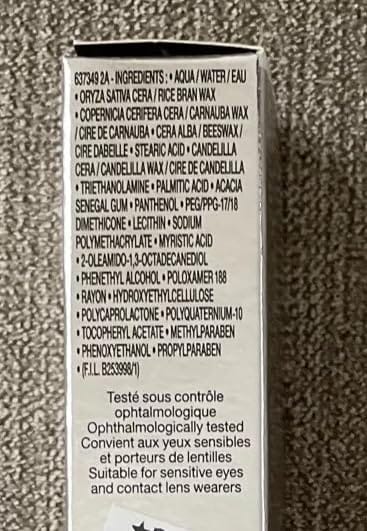 637349 2A - INGREDIENTS : • AQUA / WATER / EAU
• ORYZA SATIVA CERA / RICE BRAN WAX
• COPERNICIA CERIFERA CERA / CARNAUBA WAX
/ CIRE DE CARNAUBA • CERA ALBA / BEESWAX /
CIRE DABEILLE • STEARIC ACID • CANDELILLA
CERA / CANDELILLA WAX / CIRE DE CANDELILLA
• TRIETHANOLAMINE • PALMITIC ACID • ACACIA
SENEGAL GUM • PANTHENOL • PEG/PPG-17/18
DIMETHICONE • LECITHIN • SODIUM
POLYMETHACRYLATE • MYRISTIC ACID
• 2-OLEAMIDO-1,3-OCTADECANEDIOL
• PHENETHYL ALCOHOL • POLOXAMER 188
• RAYON • HYDROXYETHYLCELLULOSE
• POLYCAPROLACTONE • POLYQUATERNIUM-10
• TOCOPHERYL ACETATE • METHYLPARABEN
• PHENOXYETHANOL • PROPYLPARABEN
• (F.I.L. B253998/1)
Testé sous contrôle
ophtalmologique
Ophthalmologically tested
Convient aux yeux sensibles
et porteurs de lentilles
Suitable for sensitive eyes
and contact lens wearers